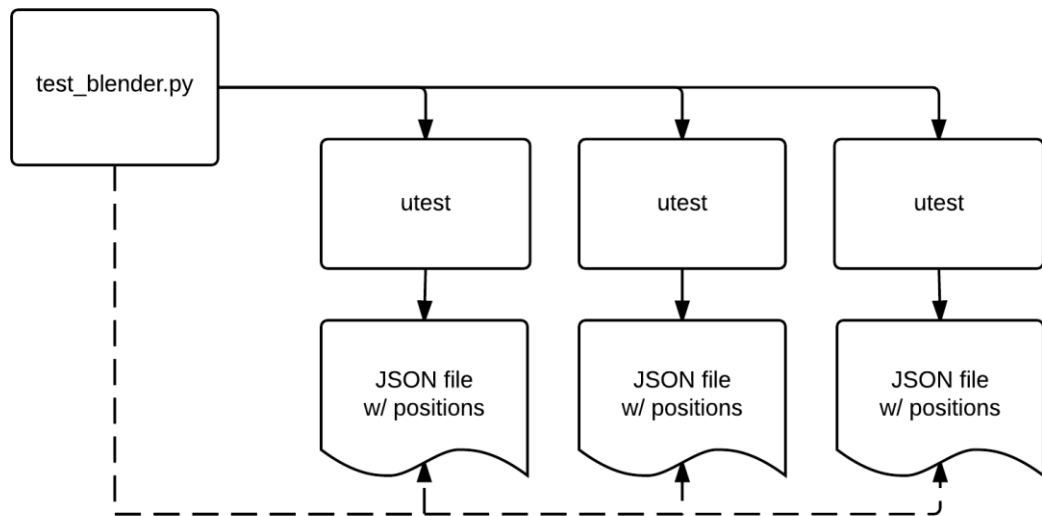 test_blender.py
utest
utest
utest
JSON file
w/ positions
JSON file
w/ positions
JSON file
w/ positions